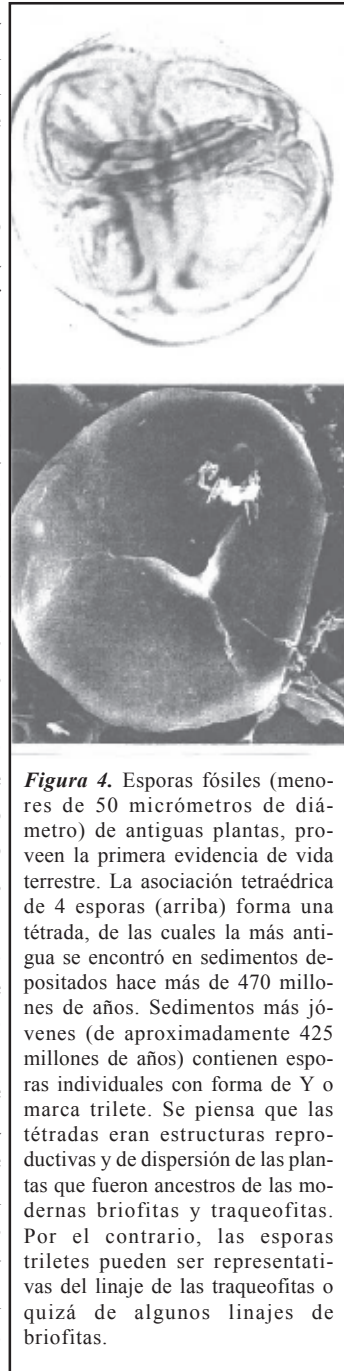 Figura 4. Esporas fósiles (meno-
res de 50 micrómetros de diá-
metro) de antiguas plantas, pro-
veen la primera evidencia de vida
terrestre. La asociación tetraédrica
de 4 esporas (arriba) forma una
tétrada, de las cuales la más anti-
gua se encontró en sedimentos de-
positados hace más de 470 millo-
nes de años. Sedimentos más jó-
venes (de aproximadamente 425
millones de años) contienen espo-
ras individuales con forma de Y o
marca trilete. Se piensa que las
tétradas eran estructuras repro-
ductivas y de dispersión de las plan-
tas que fueron ancestros de las mo-
dernas briofitas y traqueofitas.
Por el contrario, las esporas
triletes pueden ser representati-
vas del linaje de las traqueofitas o
quizá de algunos linajes de
briofitas.